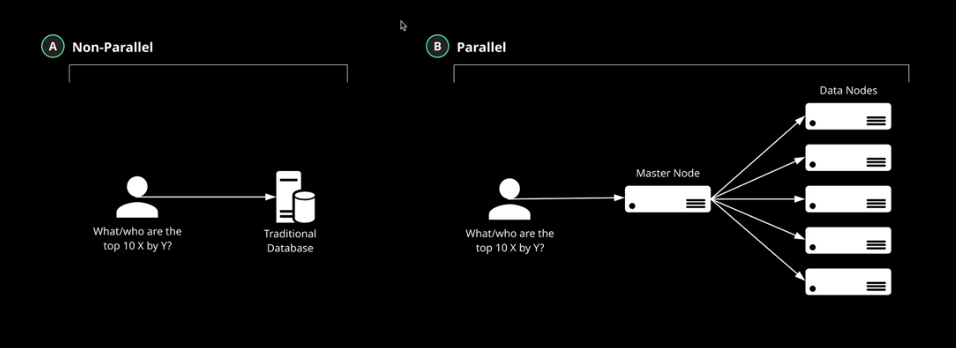 A Non-Parallel
What/who are the
top 10 X by Y?
Traditional
Database
B Parallel
What/who are the
top 10 X by Y?
Master Node
Data Nodes